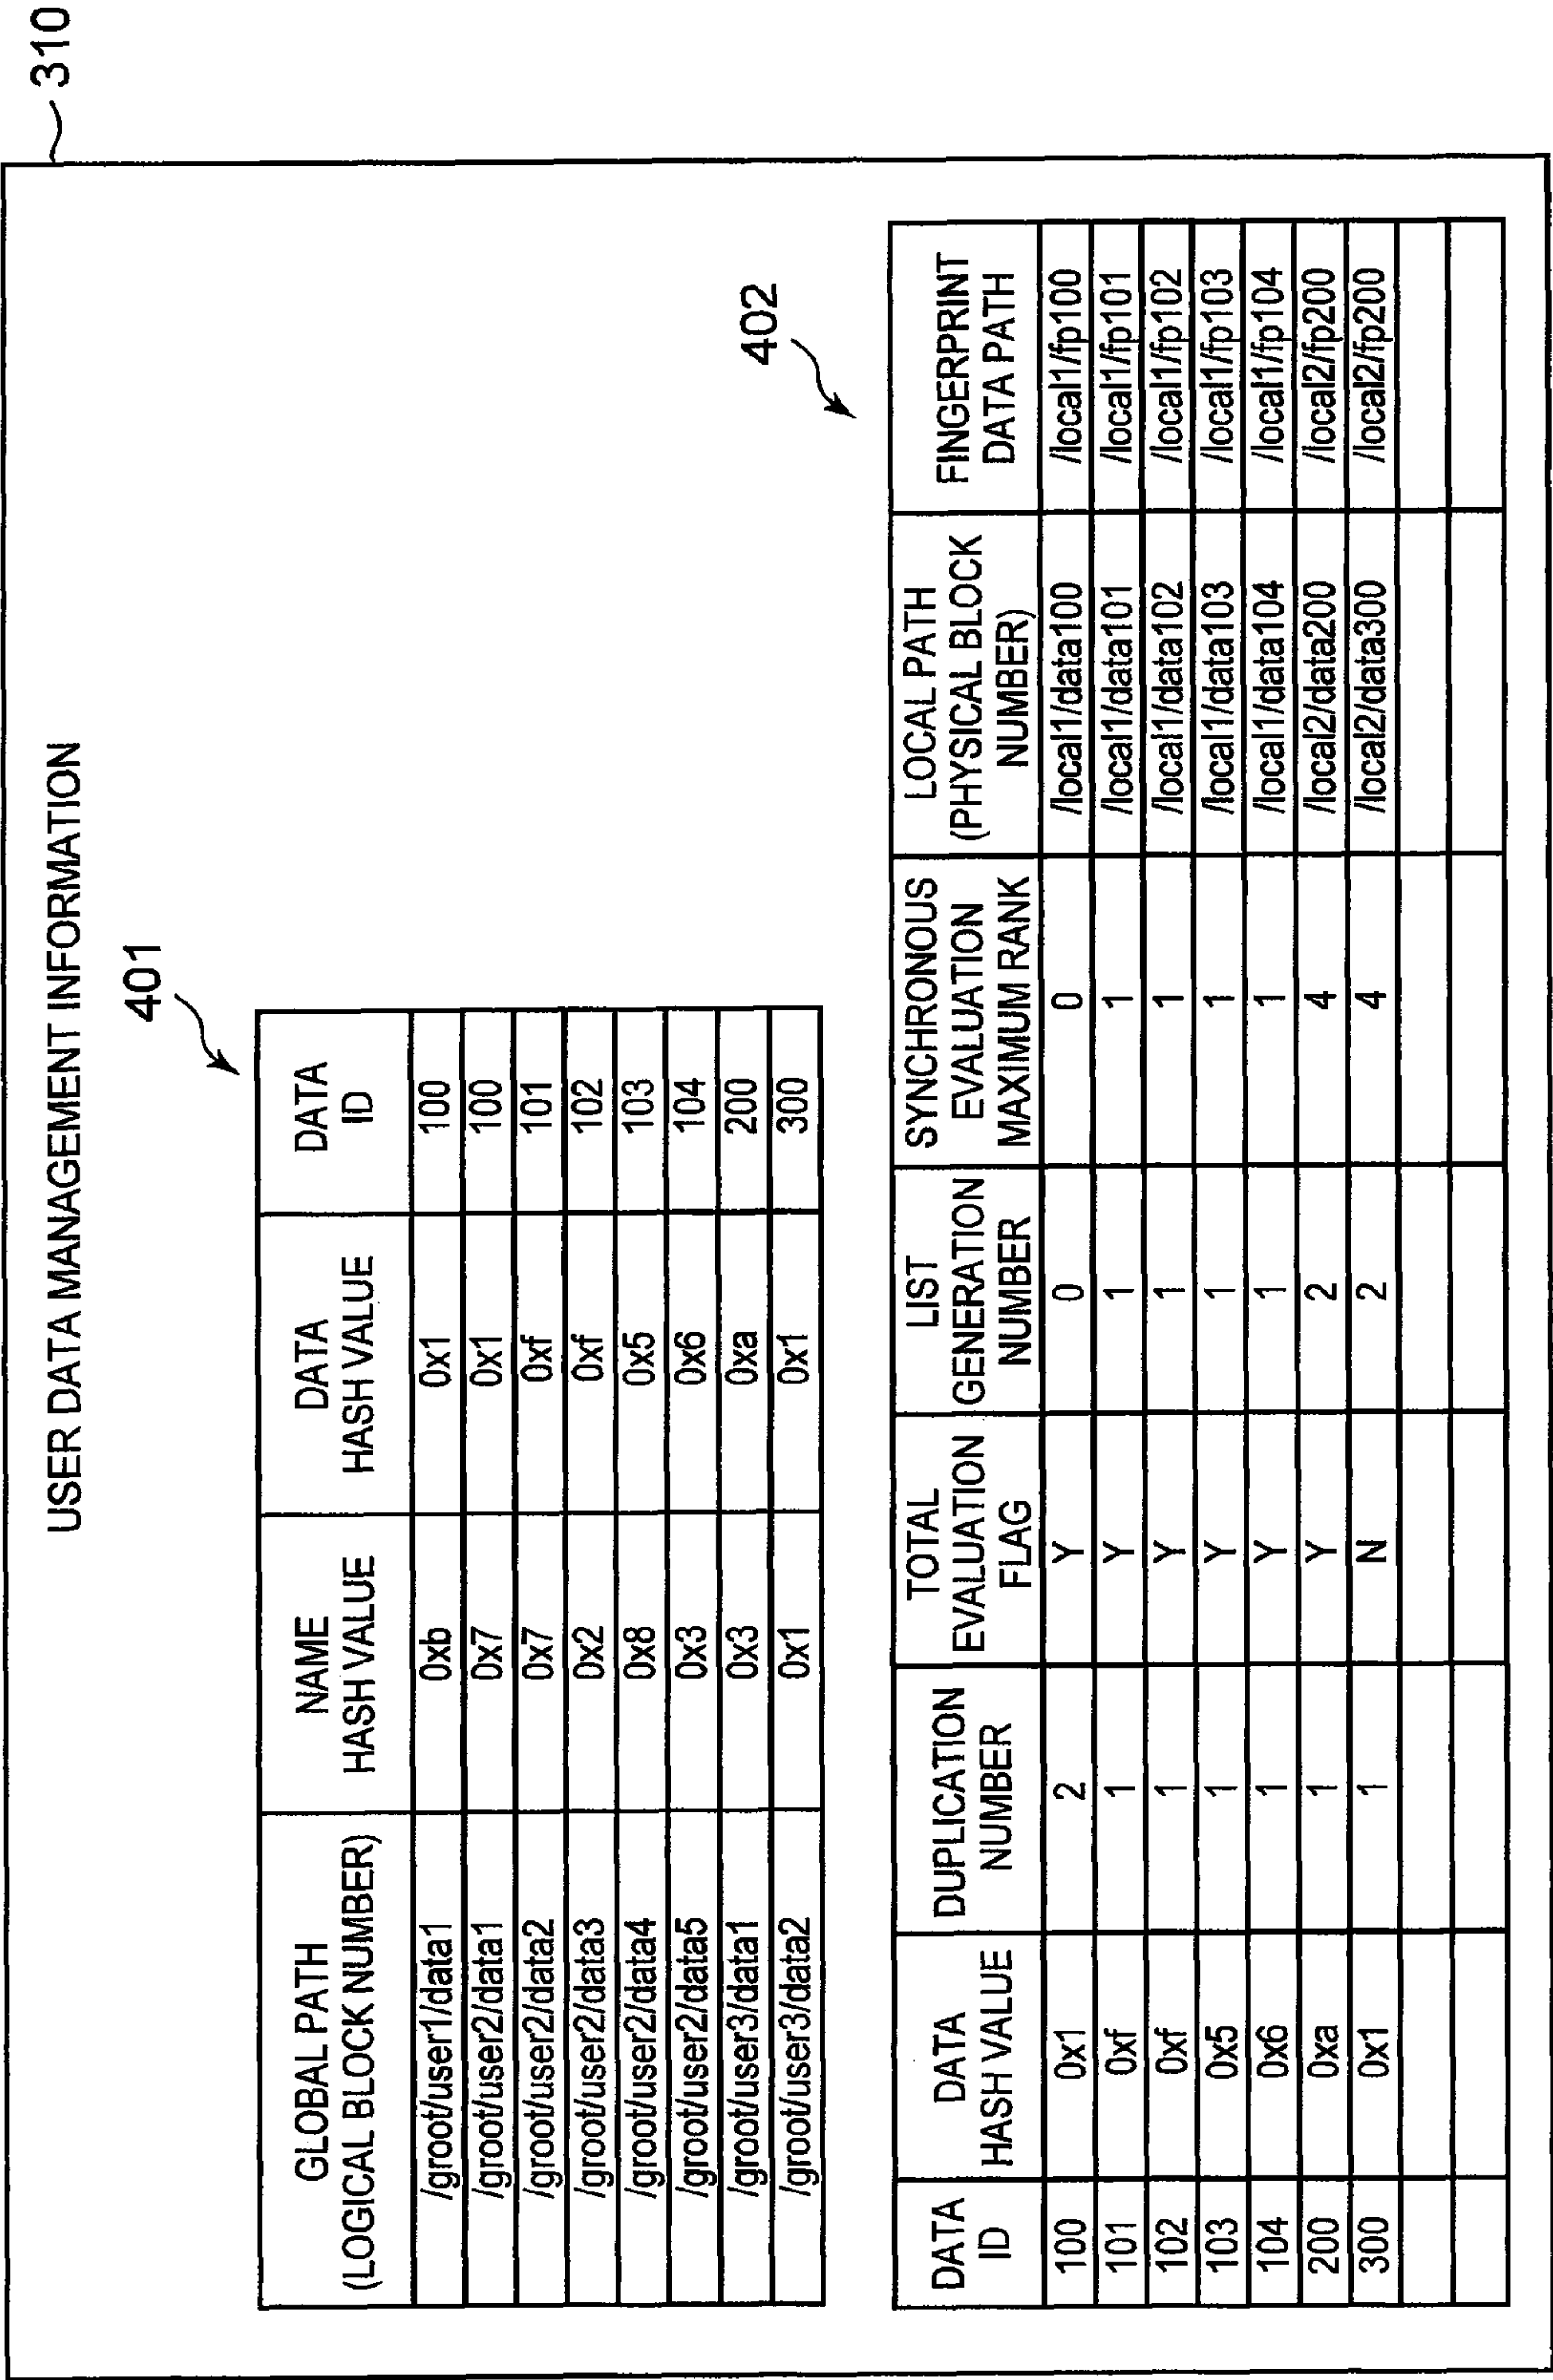 310
USER DATA MANAGEMENT INFORMATION
401
GLOBAL PATH (LOGICAL BLOCK NUMBER) NAME HASH VALUE DATA HASH VALUE DATA ID
/groot/user1/data1 0xb 0x1 100
/groot/user2/data1 0x7 0x1 100
/groot/user2/data2 0x7 0xf 101
/groot/user2/data3 0x2 0xf 102
/groot/user2/data4 0x8 0x5 103
/groot/user2/data5 0x3 0x6 104
/groot/user3/data1 0x3 0xa 200
/groot/user3/data2 0x1 0x1 300
402
DATA ID DATA HASH VALUE DUPLICATION NUMBER TOTAL EVALUATION FLAG LIST GENERATION NUMBER SYNCHRONOUS EVALUATION MAXIMUM RANK LOCAL PATH (PHYSICAL BLOCK NUMBER) FINGERPRINT DATA PATH
100 0x1 2 Y 0 0 /local1/data100 /local1/fp100
101 0xf 1 Y 1 1 /local1/data101 /local1/fp101
102 0xf 1 Y 1 1 /local1/data102 /local1/fp102
103 0x5 1 Y 1 1 /local1/data103 /local1/fp103
104 0x6 1 Y 1 1 /local1/data104 /local1/fp104
200 0xa 1 Y 2 4 /local2/data200 /local2/fp200
300 0x1 1 N 2 4 /local2/data300 /local2/fp200